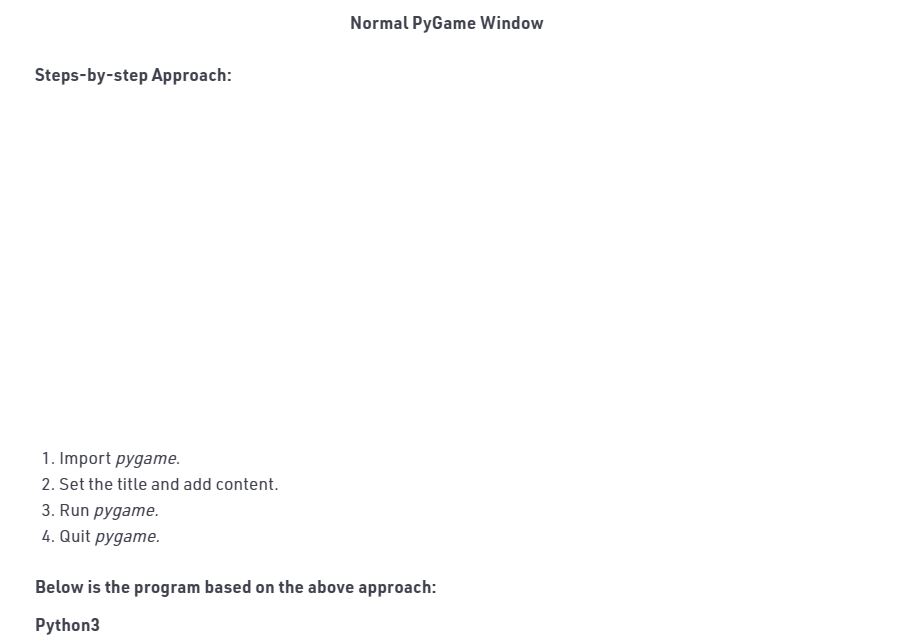 Normal PyGame Window
Steps-by-step Approach:
1. Import pygame.
2. Set the title and add content.
3. Run pygame.
4. Quit pygame.
Below is the program based on the above approach:
Python3